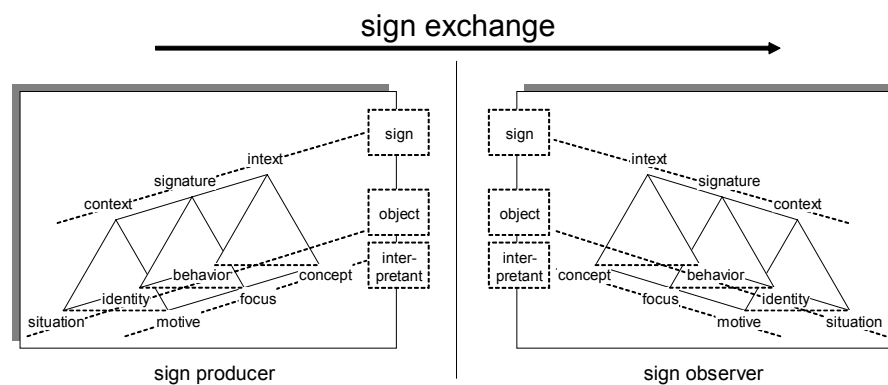 sign exchange
sign
intext
signature
context
object
inter-
pretant
behavior
concept
identity
focus
situation
motive
sign producer
sign
intext
signature
context
object
inter-
pretant
concept
behavior
focus
identity
motive
situation
sign observer